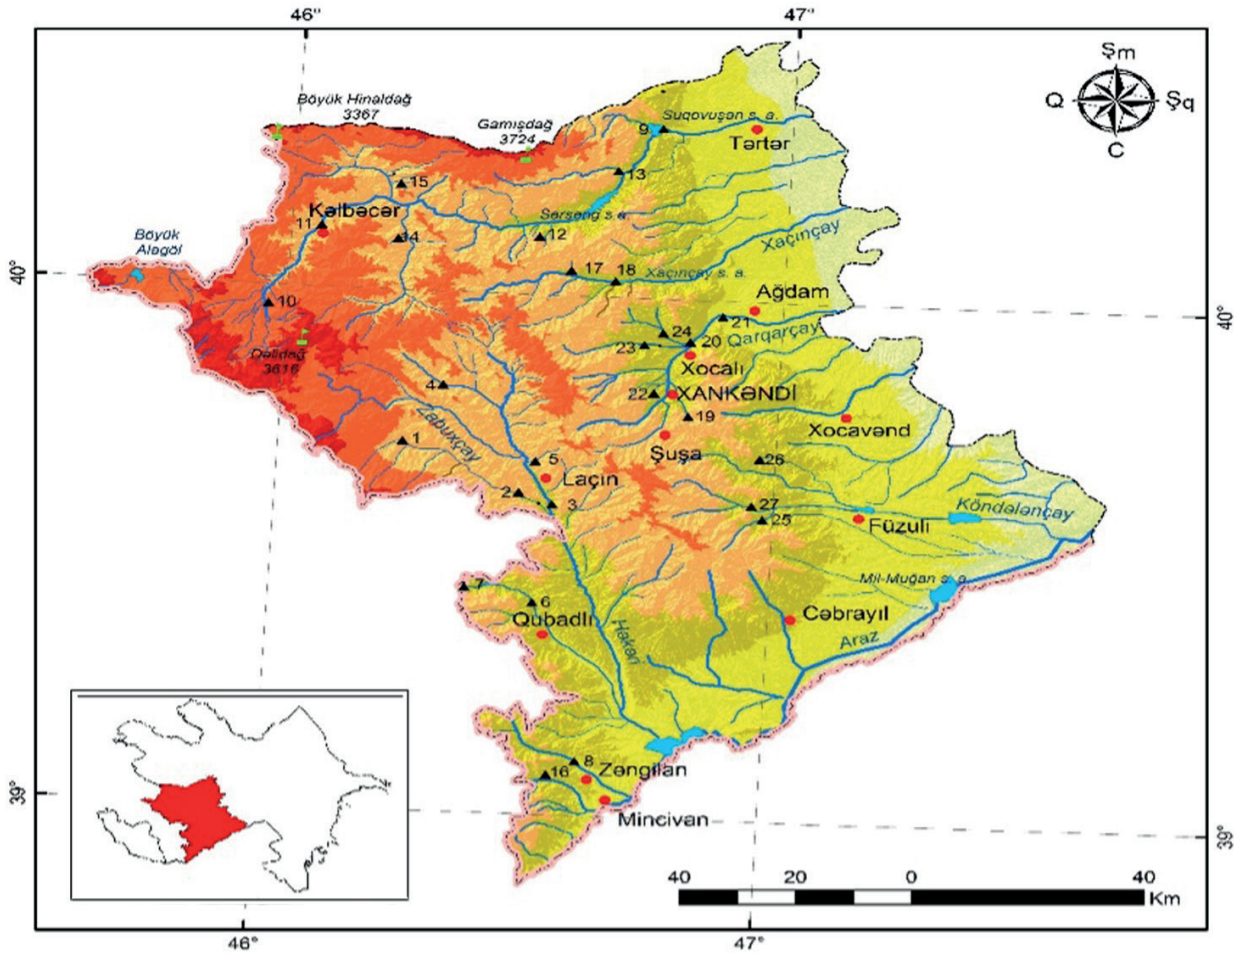 46°
47°
Şm
Q
Şq
C
Böyük Hinaldağ
3367
Gamışdağ
3724
9
Suqovuşan s. a.
Tərtər
13
15
Kəlbəcər
11
14
Sərsəng s a
12
Xaçınçay
Böyük
Alagöl
40°
17
18
Xaçınçay s. a.
10
Ağdam
40°
21
24
20
Qarqarçay
23
Dəlidağ
3616
Xocalı
4
22
XANKƏNDİ
19
Zabuxçay
Xocavənd
1
Şuşa
5
26
Laçın
2
3
27
25
Füzuli
Köndələnçay
Mil-Muğan s. a
7
6
Qubadlı
Həkəri
Cəbrayıl
Araz
8
16
Zəngilan
Mincivan
39°
39°
40
20
0
40
Km
46°
47°